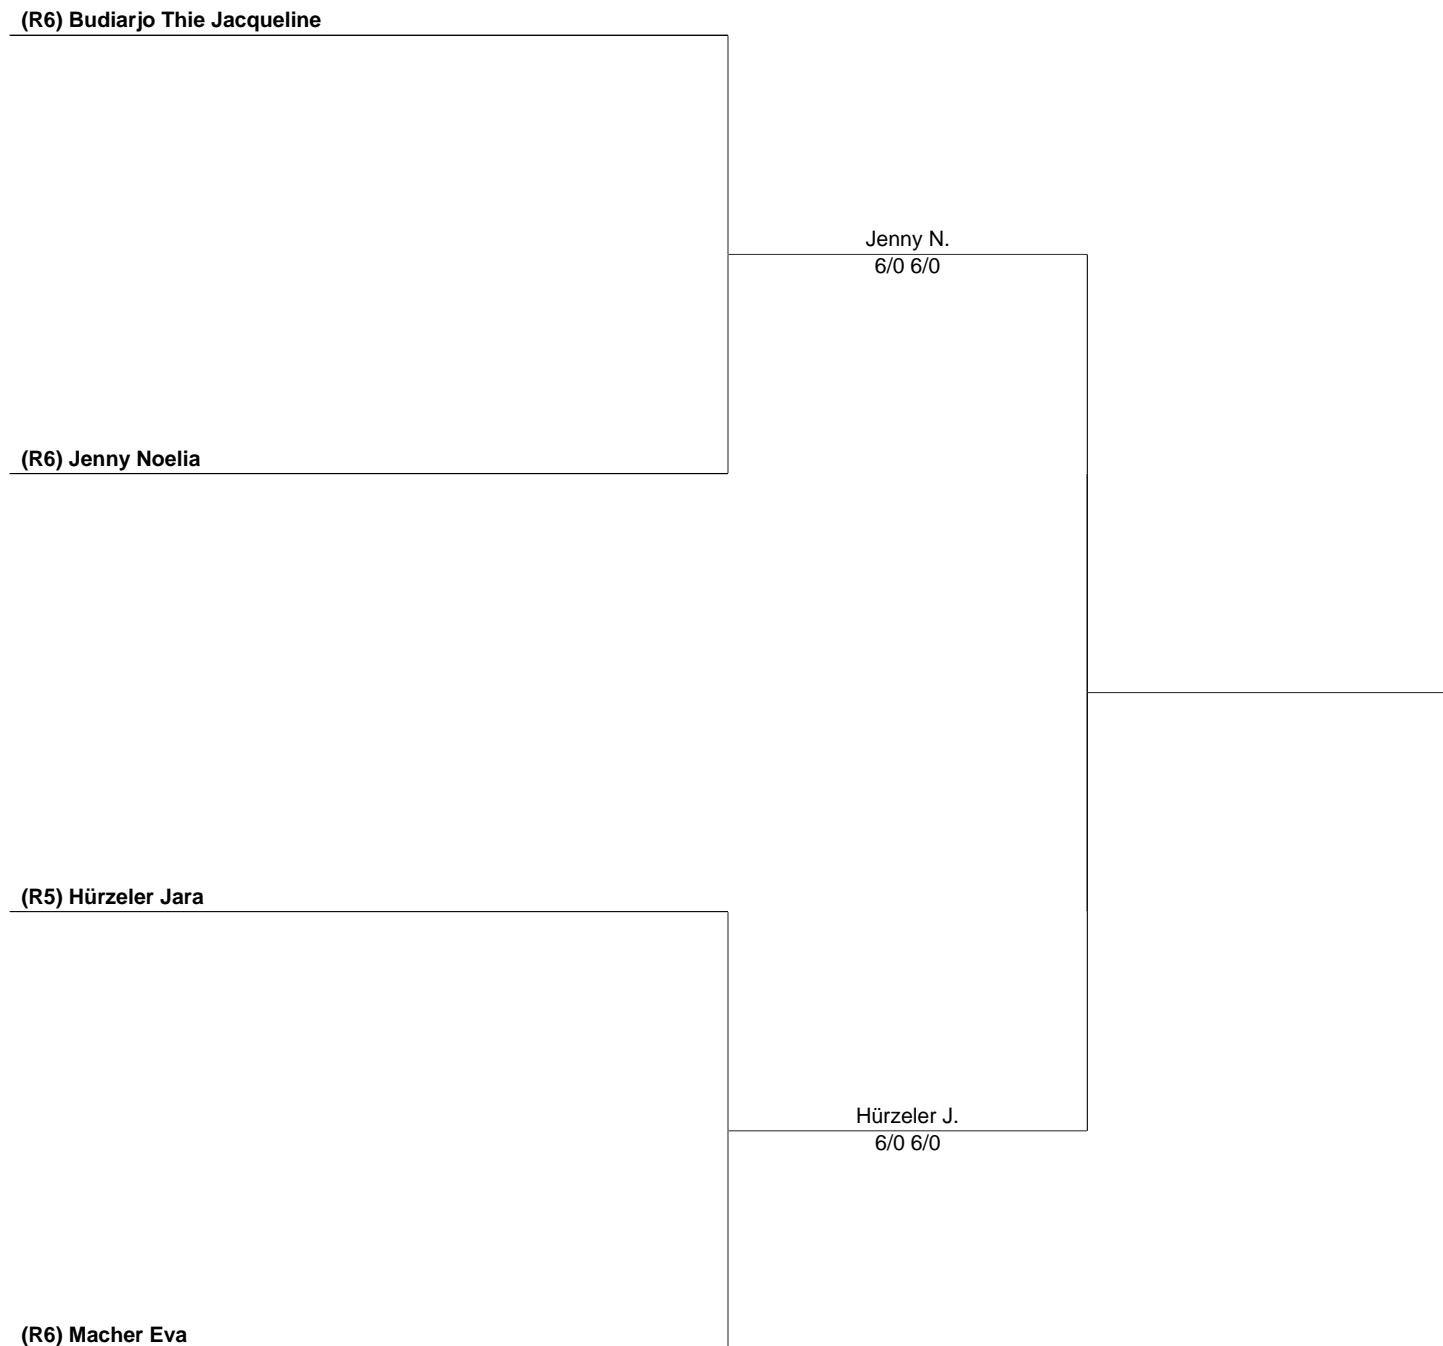 (R6) Budiarjo Thie Jacqueline
Jenny N.
6/0 6/0
(R6) Jenny Noelia
(R5) Hürzeler Jara
Hürzeler J.
6/0 6/0
(R6) Macher Eva